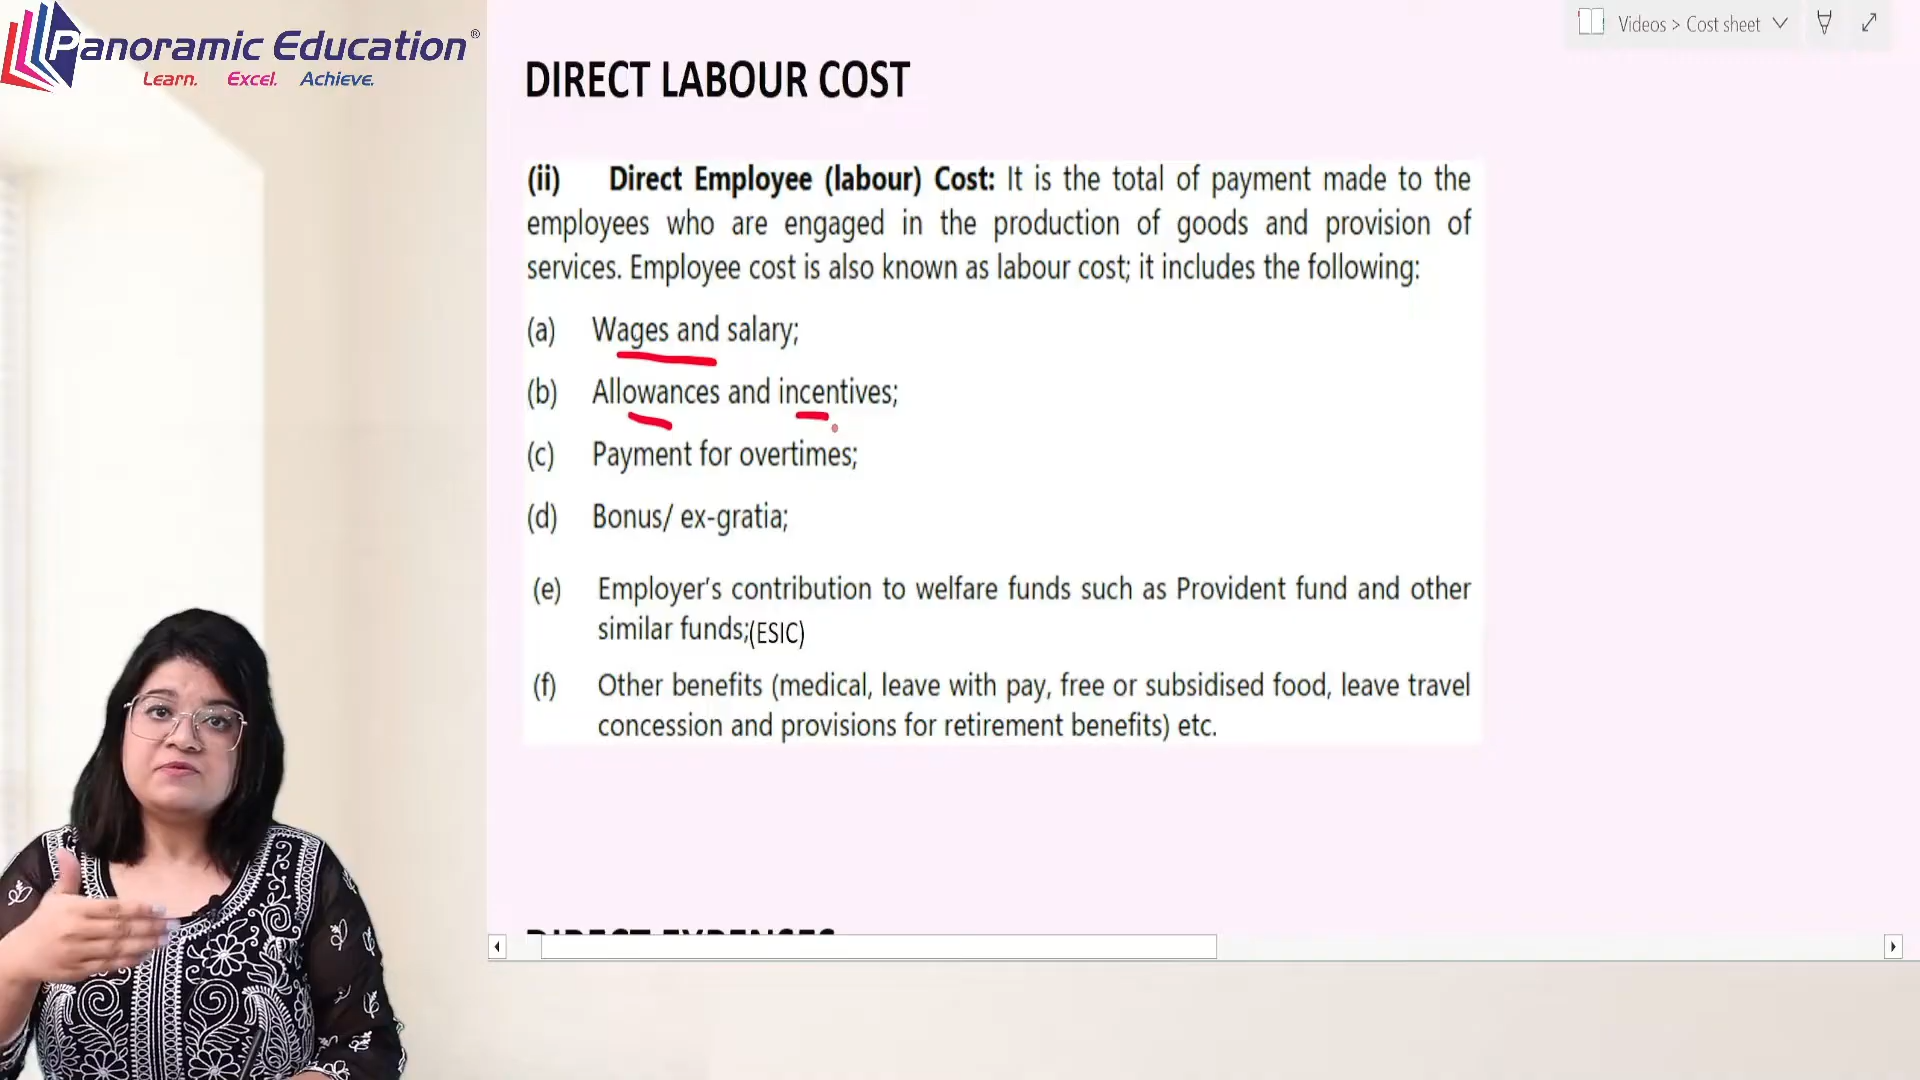 Panoramic Education®
Learn. Excel. Achieve.
Videos > Cost sheet
DIRECT LABOUR COST
(ii) Direct Employee (labour) Cost: It is the total of payment made to the
employees who are engaged in the production of goods and provision of
services. Employee cost is also known as labour cost; it includes the following:
(a) Wages and salary;
(b) Allowances and incentives;
(c) Payment for overtimes;
(d) Bonus/ ex-gratia;
(e) Employer's contribution to welfare funds such as Provident fund and other
similar funds;(ESIC)
(f) Other benefits (medical, leave with pay, free or subsidised food, leave travel
concession and provisions for retirement benefits) etc.
DIRECT EXPENSES